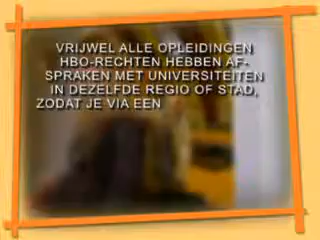 VRIJWEL ALLE OPLEIDINGEN
HBO-RECHTEN HEBBEN AF-
SPRAKEN MET UNIVERSITEITEN
IN DEZELFDE REGIO OF STAD,
ZODAT JE VIA EEN